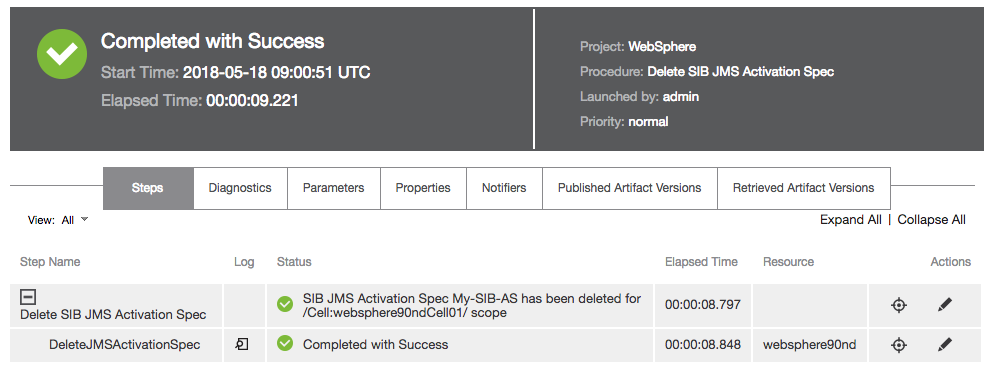 Completed with Success
Start Time: 2018-05-18 09:00:51 UTC
Elapsed Time: 00:00:09.221
Project: WebSphere
Procedure: Delete SIB JMS Activation Spec
Launched by: admin
Priority: normal
Steps Diagnostics Parameters Properties Notifiers Published Artifact Versions Retrieved Artifact Versions
View: All Expand All | Collapse All
Step Name Log Status Elapsed Time Resource Actions
Delete SIB JMS Activation Spec
SIB JMS Activation Spec My-SIB-AS has been deleted for
/Cell:websphere90ndCell01/ scope
00:00:08.797
DeleteJMSActivationSpec Completed with Success 00:00:08.848 websphere90nd